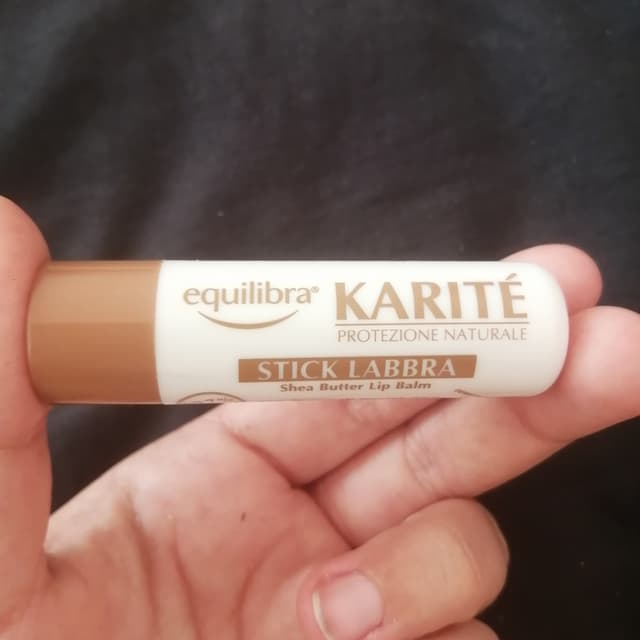 equilibra®
KARITÉ
PROTEZIONE NATURALE
STICK LABBRA
Shea Butter Lip Balm